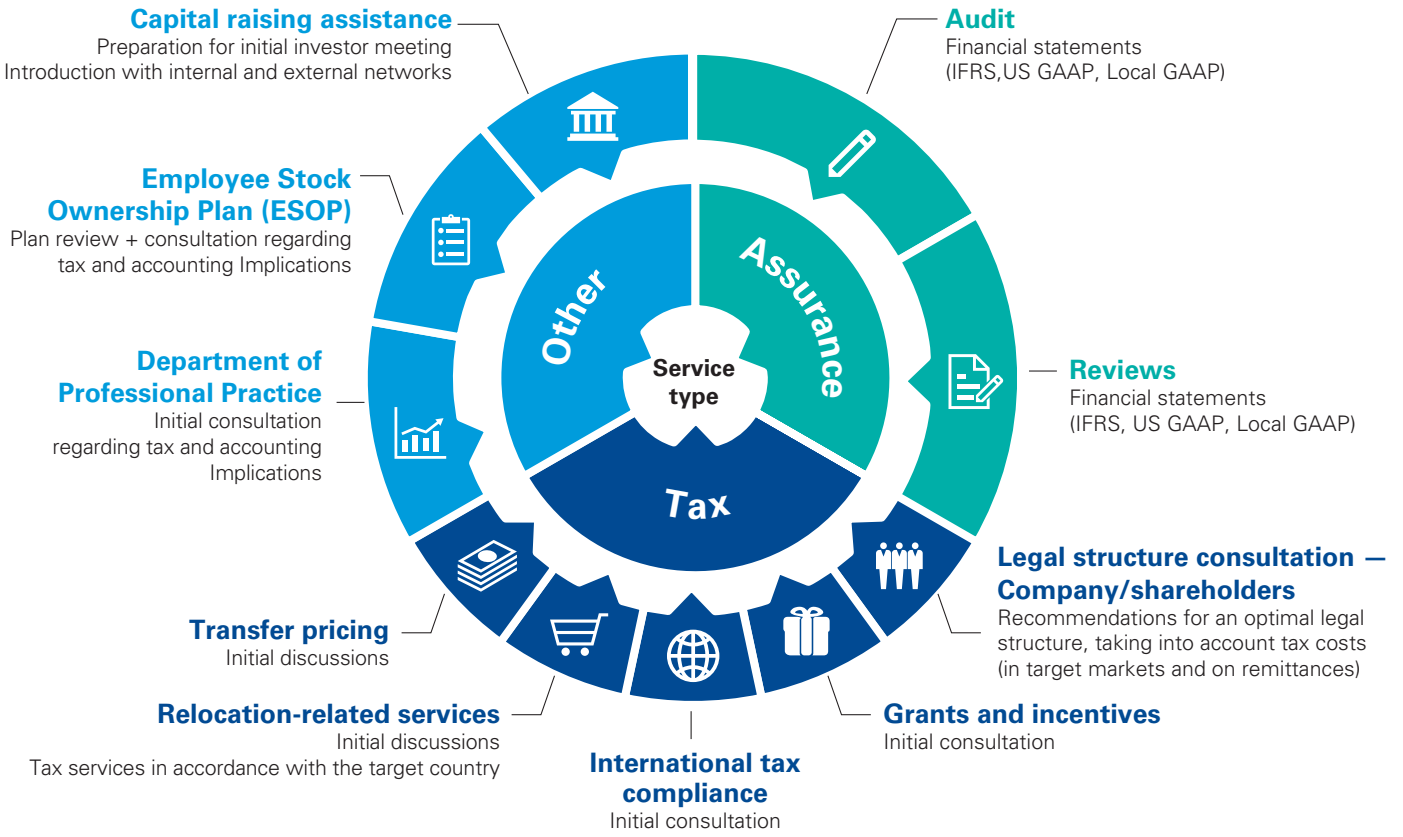 Capital raising assistance
Preparation for initial investor meeting
Introduction with internal and external networks
Audit
Financial statements
(IFRS,US GAAP, Local GAAP)
Employee Stock
Ownership Plan (ESOP)
Plan review + consultation regarding
tax and accounting Implications
Other
Assurance
Service
type
Tax
Department of
Professional Practice
Initial consultation
regarding tax and accounting
Implications
Reviews
Financial statements
(IFRS, US GAAP, Local GAAP)
Legal structure consultation —
Company/shareholders
Recommendations for an optimal legal
structure, taking into account tax costs
(in target markets and on remittances)
Transfer pricing
Initial discussions
Relocation-related services
Initial discussions
Tax services in accordance with the target country
International tax
compliance
Initial consultation
Grants and incentives
Initial consultation